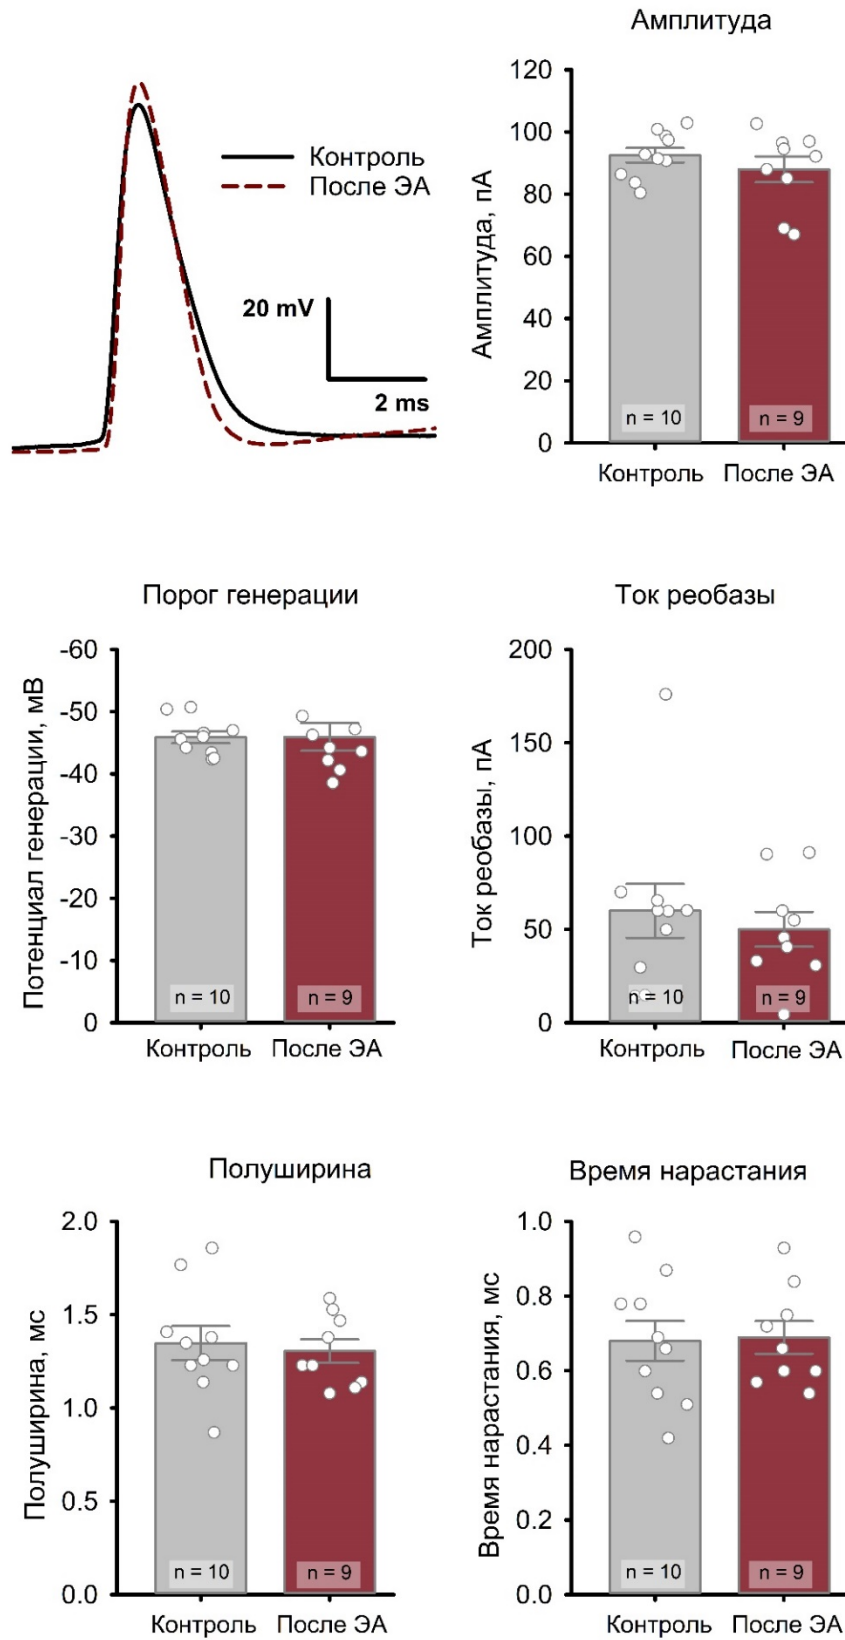 Амплитуда
Контроль
После ЭА
20 mV
2 ms
Амплитуда, пА
120
100
80
60
40
20
0
n = 10
n = 9
Контроль
После ЭА
Порог генерации
Потенциал генерации, мВ
-60
-50
-40
-30
-20
-10
0
n = 10
n = 9
Контроль
После ЭА
Ток реобазы
Ток реобазы, пА
200
150
100
50
0
n = 10
n = 9
Контроль
После ЭА
Полуширина
Полуширина, мс
2.0
1.5
1.0
0.5
0.0
n = 10
n = 9
Контроль
После ЭА
Время нарастания
Время нарастания, мс
1.0
0.8
0.6
0.4
0.2
0.0
n = 10
n = 9
Контроль
После ЭА